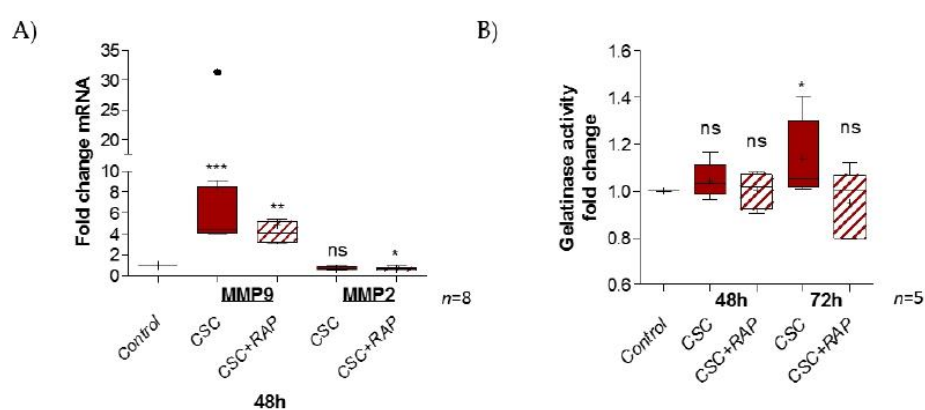 A)
Fold change mRNA
35
30
25
20
15
10
8
6
4
2
0
***
**
ns
*
MMP9 MMP2 n=8
Control CSC CSC+RAP CSC CSC+RAP
48h
B)
Gelatinase activity
fold change
1.6
1.4
1.2
1.0
0.8
0.6
ns ns * ns
48h 72h n=5
Control CSC CSC+RAP CSC CSC+RAP